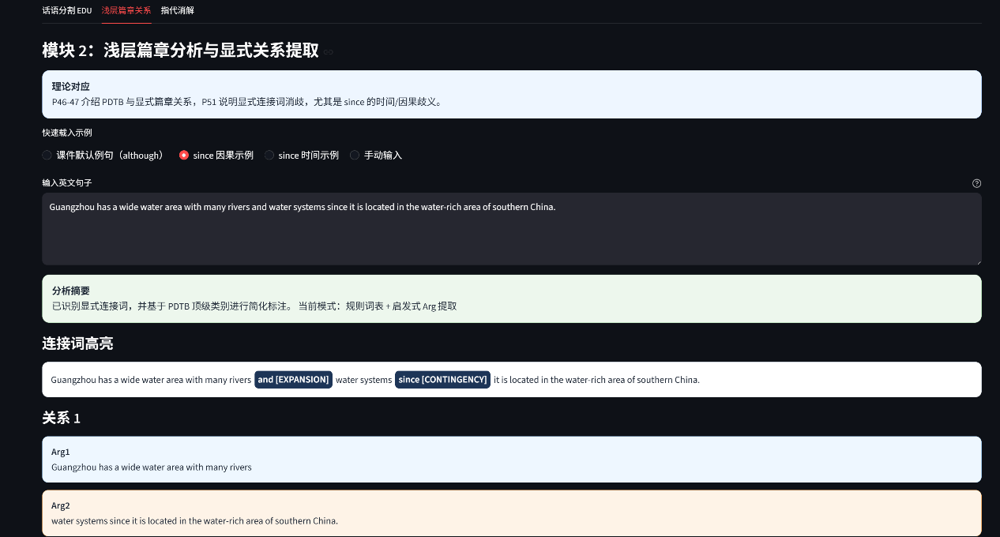 话语分割 EDU 浅层篇章关系 指代消解
模块 2：浅层篇章分析与显式关系提取
理论对应
P46-47 介绍 PDTB 与显式篇章关系，P51 说明显式连接词消歧，尤其是 since 的时间/因果歧义。
快速载入示例
课件默认例句（although） since 因果示例 since 时间示例 手动输入
输入英文句子
Guangzhou has a wide water area with many rivers and water systems since it is located in the water-rich area of southern China.
分析摘要
已识别显式连接词，并基于 PDTB 顶级类别进行简化标注。 当前模式：规则词表 + 启发式 Arg 提取
连接词高亮
Guangzhou has a wide water area with many rivers and [EXPANSION] water systems since [CONTINGENCY] it is located in the water-rich area of southern China.
关系 1
Arg1
Guangzhou has a wide water area with many rivers
Arg2
water systems since it is located in the water-rich area of southern China.